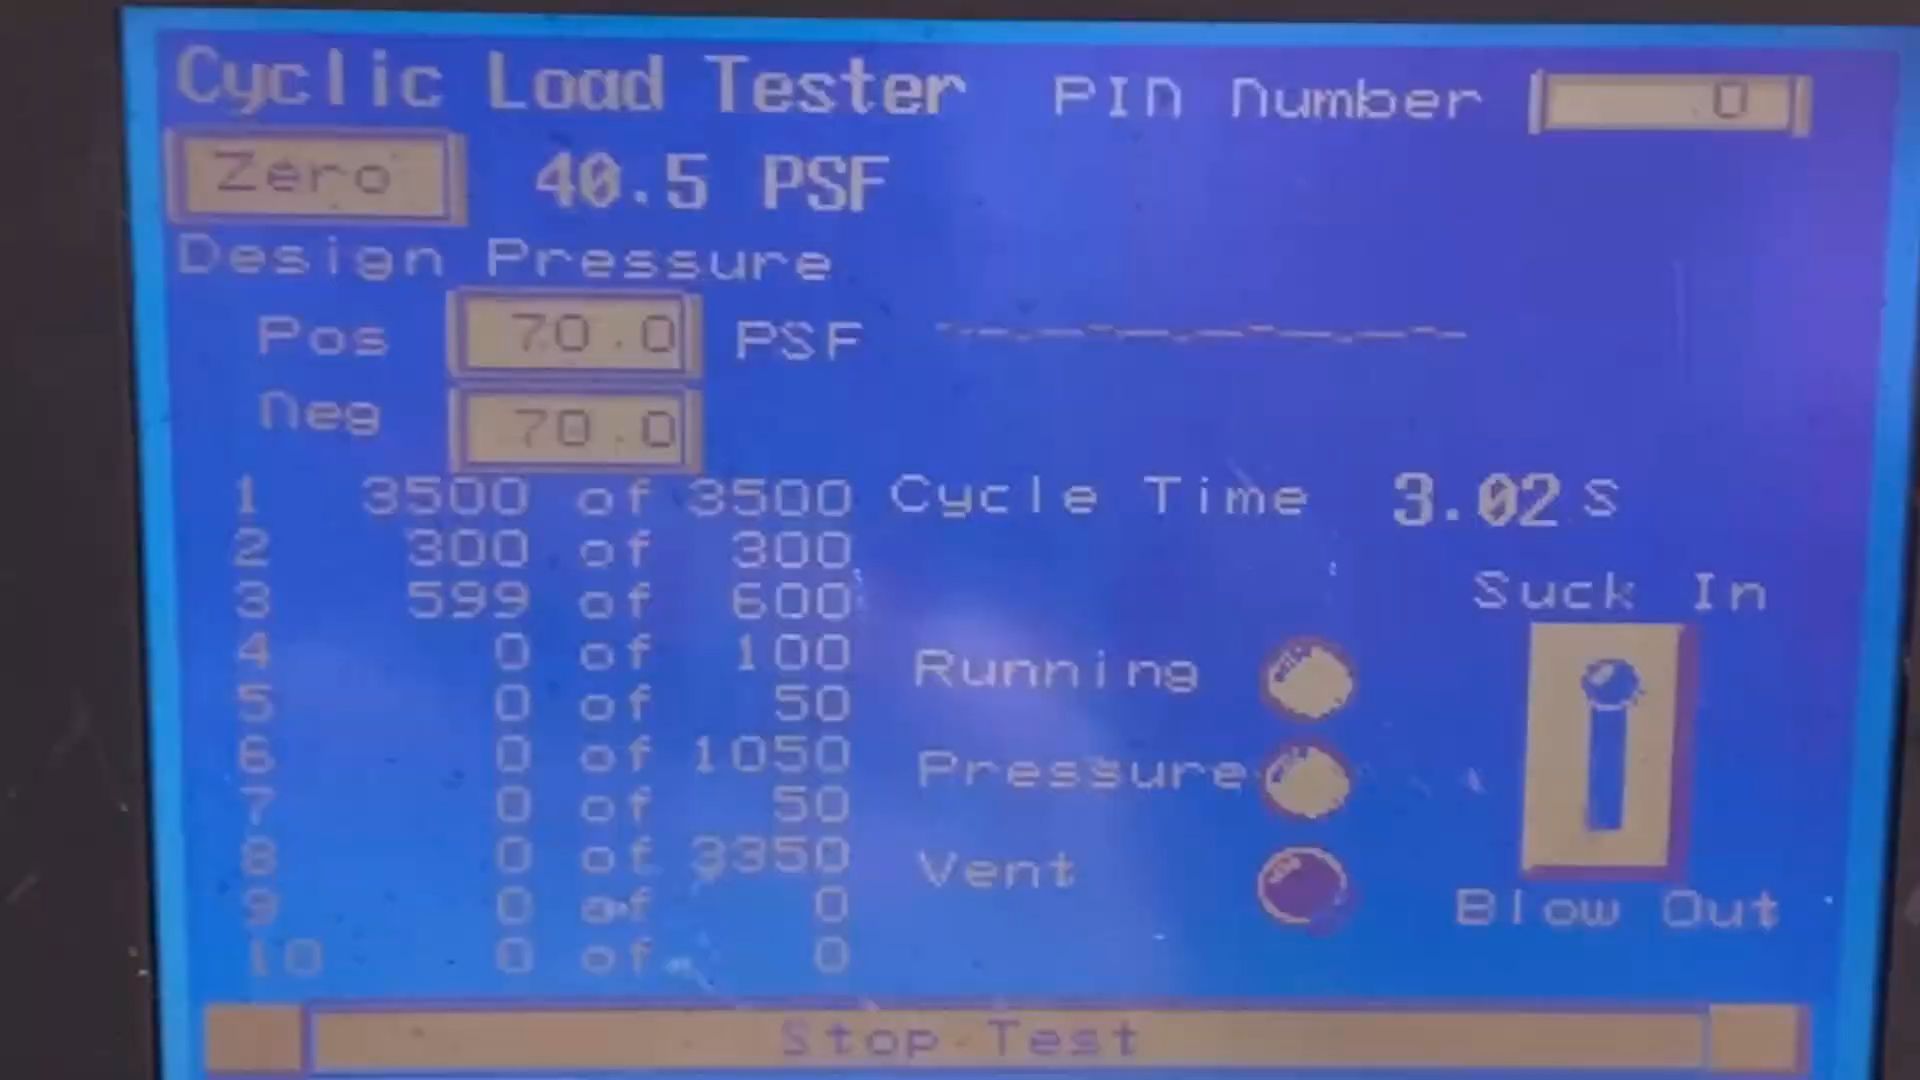 Cyclic Load Tester PIN Number 0
Zero 40.5 PSF
Design Pressure
Pos 70.0 PSF
Neg 70.0
1 3500 of 3500 Cycle Time 3.02 S
2 300 of 300
Suck In
3 599 of 600
4 0 of 100
Running
5 0 of 50
6 0 of 1050
Pressure
7 0 of 50
8 0 of 3350
Vent
9 0 of 0
Blow Out
10 0 of 0
Stop Test